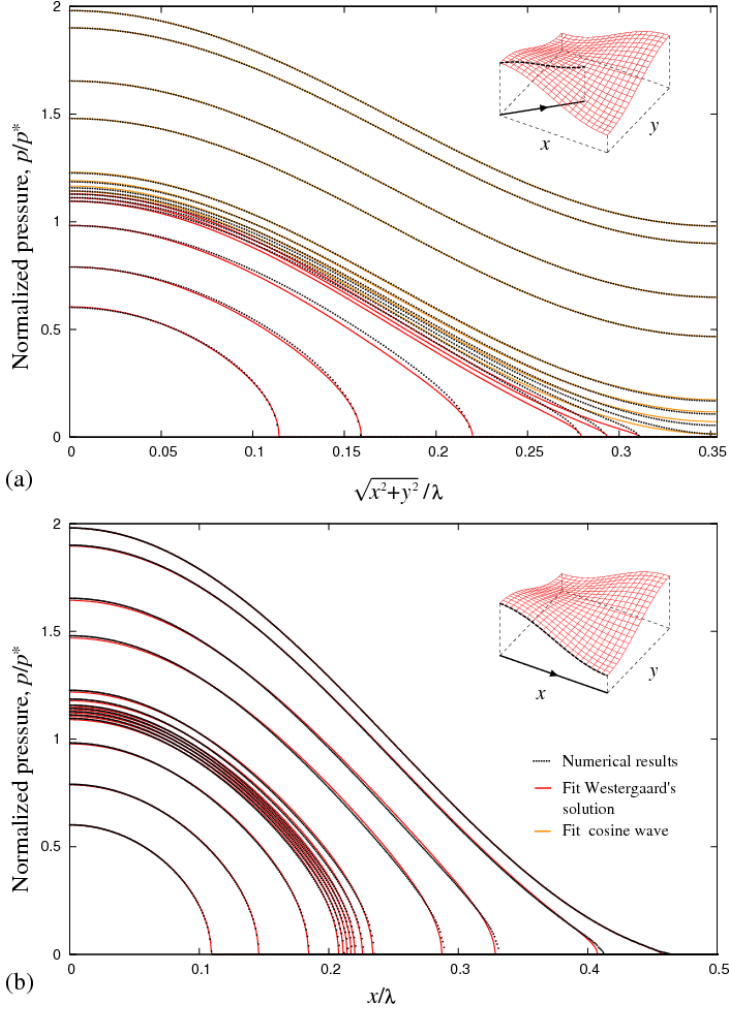 2
1.5
1
0.5
0
Normalized pressure, p/p*
x
y
0
0.05
0.1
0.15
0.2
0.25
0.3
0.35
(a)
√x²+y² /λ
2
1.5
1
0.5
0
Normalized pressure, p/p*
x
y
Numerical results
Fit Westergaard's
solution
Fit cosine wave
0
0.1
0.2
0.3
0.4
0.5
(b)
x/λ